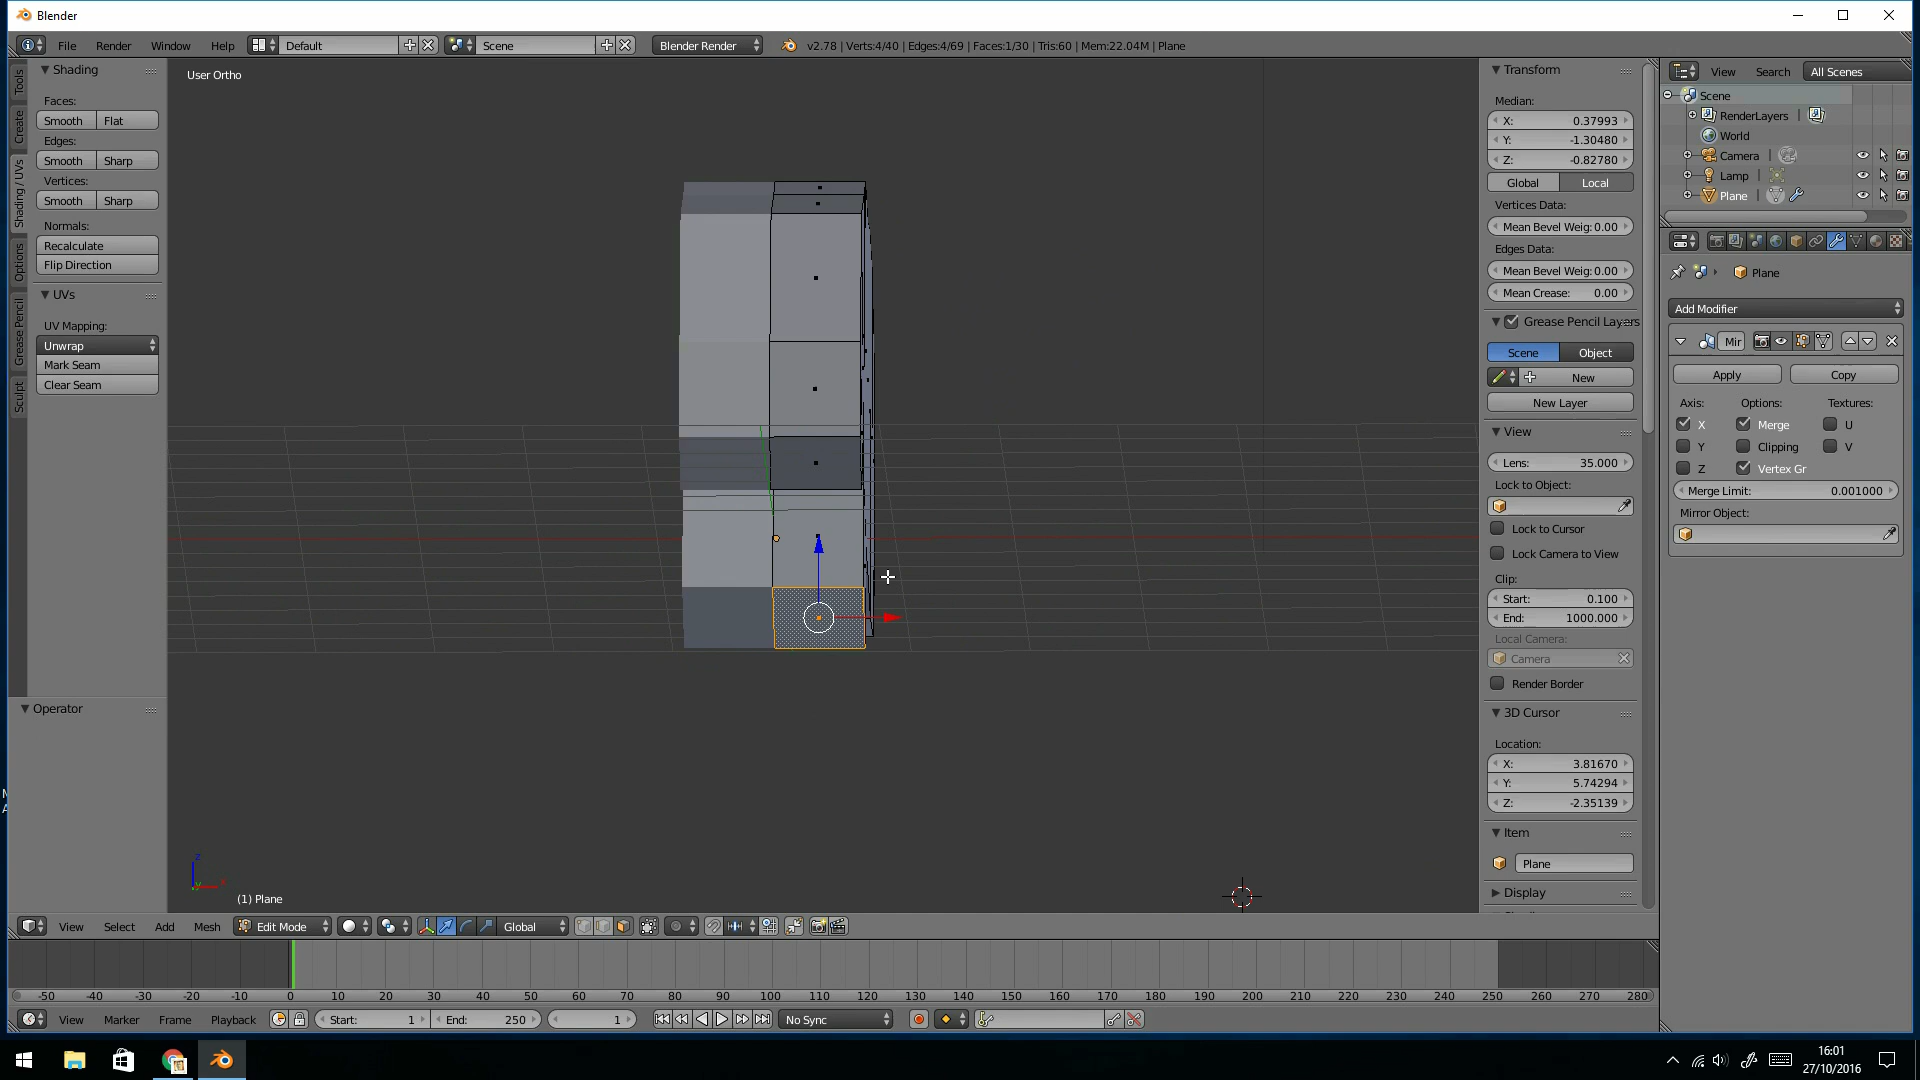 Blender
File Render Window Help Default Scene Blender Render v2.78 | Verts:4/40 | Edges:4/69 | Faces:1/30 | Tris:60 | Mem:22.04M | Plane
Tools
Create
Shading / UVs
Options
Grease Pencil
Sculpt
Shading
Faces:
Smooth Flat
Edges:
Smooth Sharp
Vertices:
Smooth Sharp
Normals:
Recalculate
Flip Direction
UVs
UV Mapping:
Unwrap
Mark Seam
Clear Seam
Operator
User Ortho
z
y
x
(1) Plane
Transform
Median:
X: 0.37993
Y: -1.30480
Z: -0.82780
Global Local
Vertices Data:
Mean Bevel Weig:0.00
Edges Data:
Mean Bevel Weig:0.00
Mean Crease: 0.00
Grease Pencil Layers
Scene Object
New
New Layer
View
Lens: 35.000
Lock to Object:
Lock to Cursor
Lock Camera to View
Clip:
Start: 0.100
End: 1000.000
Local Camera:
Camera
Render Border
3D Cursor
Location:
X: 3.81670
Y: 5.74294
Z: -2.35139
Item
Plane
Display
View Search All Scenes
Scene
RenderLayers
World
Camera
Lamp
Plane
Plane
Add Modifier
Mir
Apply Copy
Axis: Options: Textures:
X Merge U
Y Clipping V
Z Vertex Gr
Merge Limit: 0.001000
Mirror Object:
View Select Add Mesh Edit Mode Global
-50 -40 -30 -20 -10 0 10 20 30 40 50 60 70 80 90 100 110 120 130 140 150 160 170 180 190 200 210 220 230 240 250 260 270 280
View Marker Frame Playback Start: 1 End: 250 1 No Sync
16:01
27/10/2016